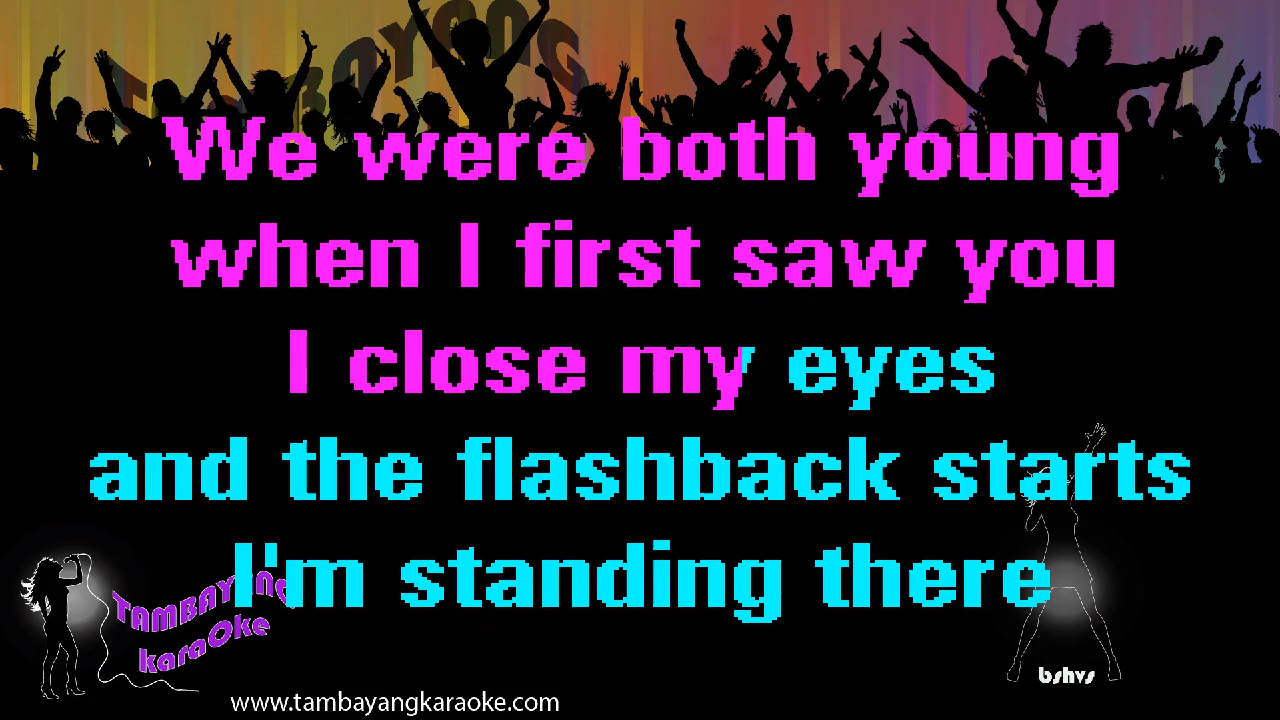 TAMBAYANG
We were both young
when I first saw you
I close my eyes
and the flashback starts
I'm standing there
TAMBAYANG
karaOke
bshvs
www.tambayangkaraoke.com